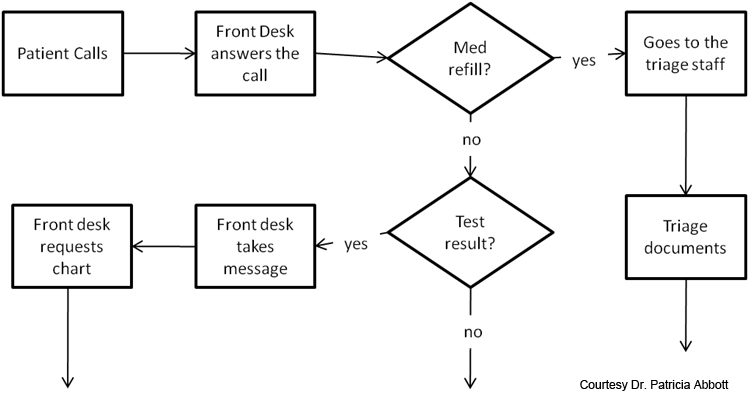 Patient Calls
Front Desk
answers the
call
Med
refill?
yes
Goes to the
triage staff
no
Triage
documents
Test
result?
yes
Front desk
takes
message
Front desk
requests
chart
no
Courtesy Dr. Patricia Abbott